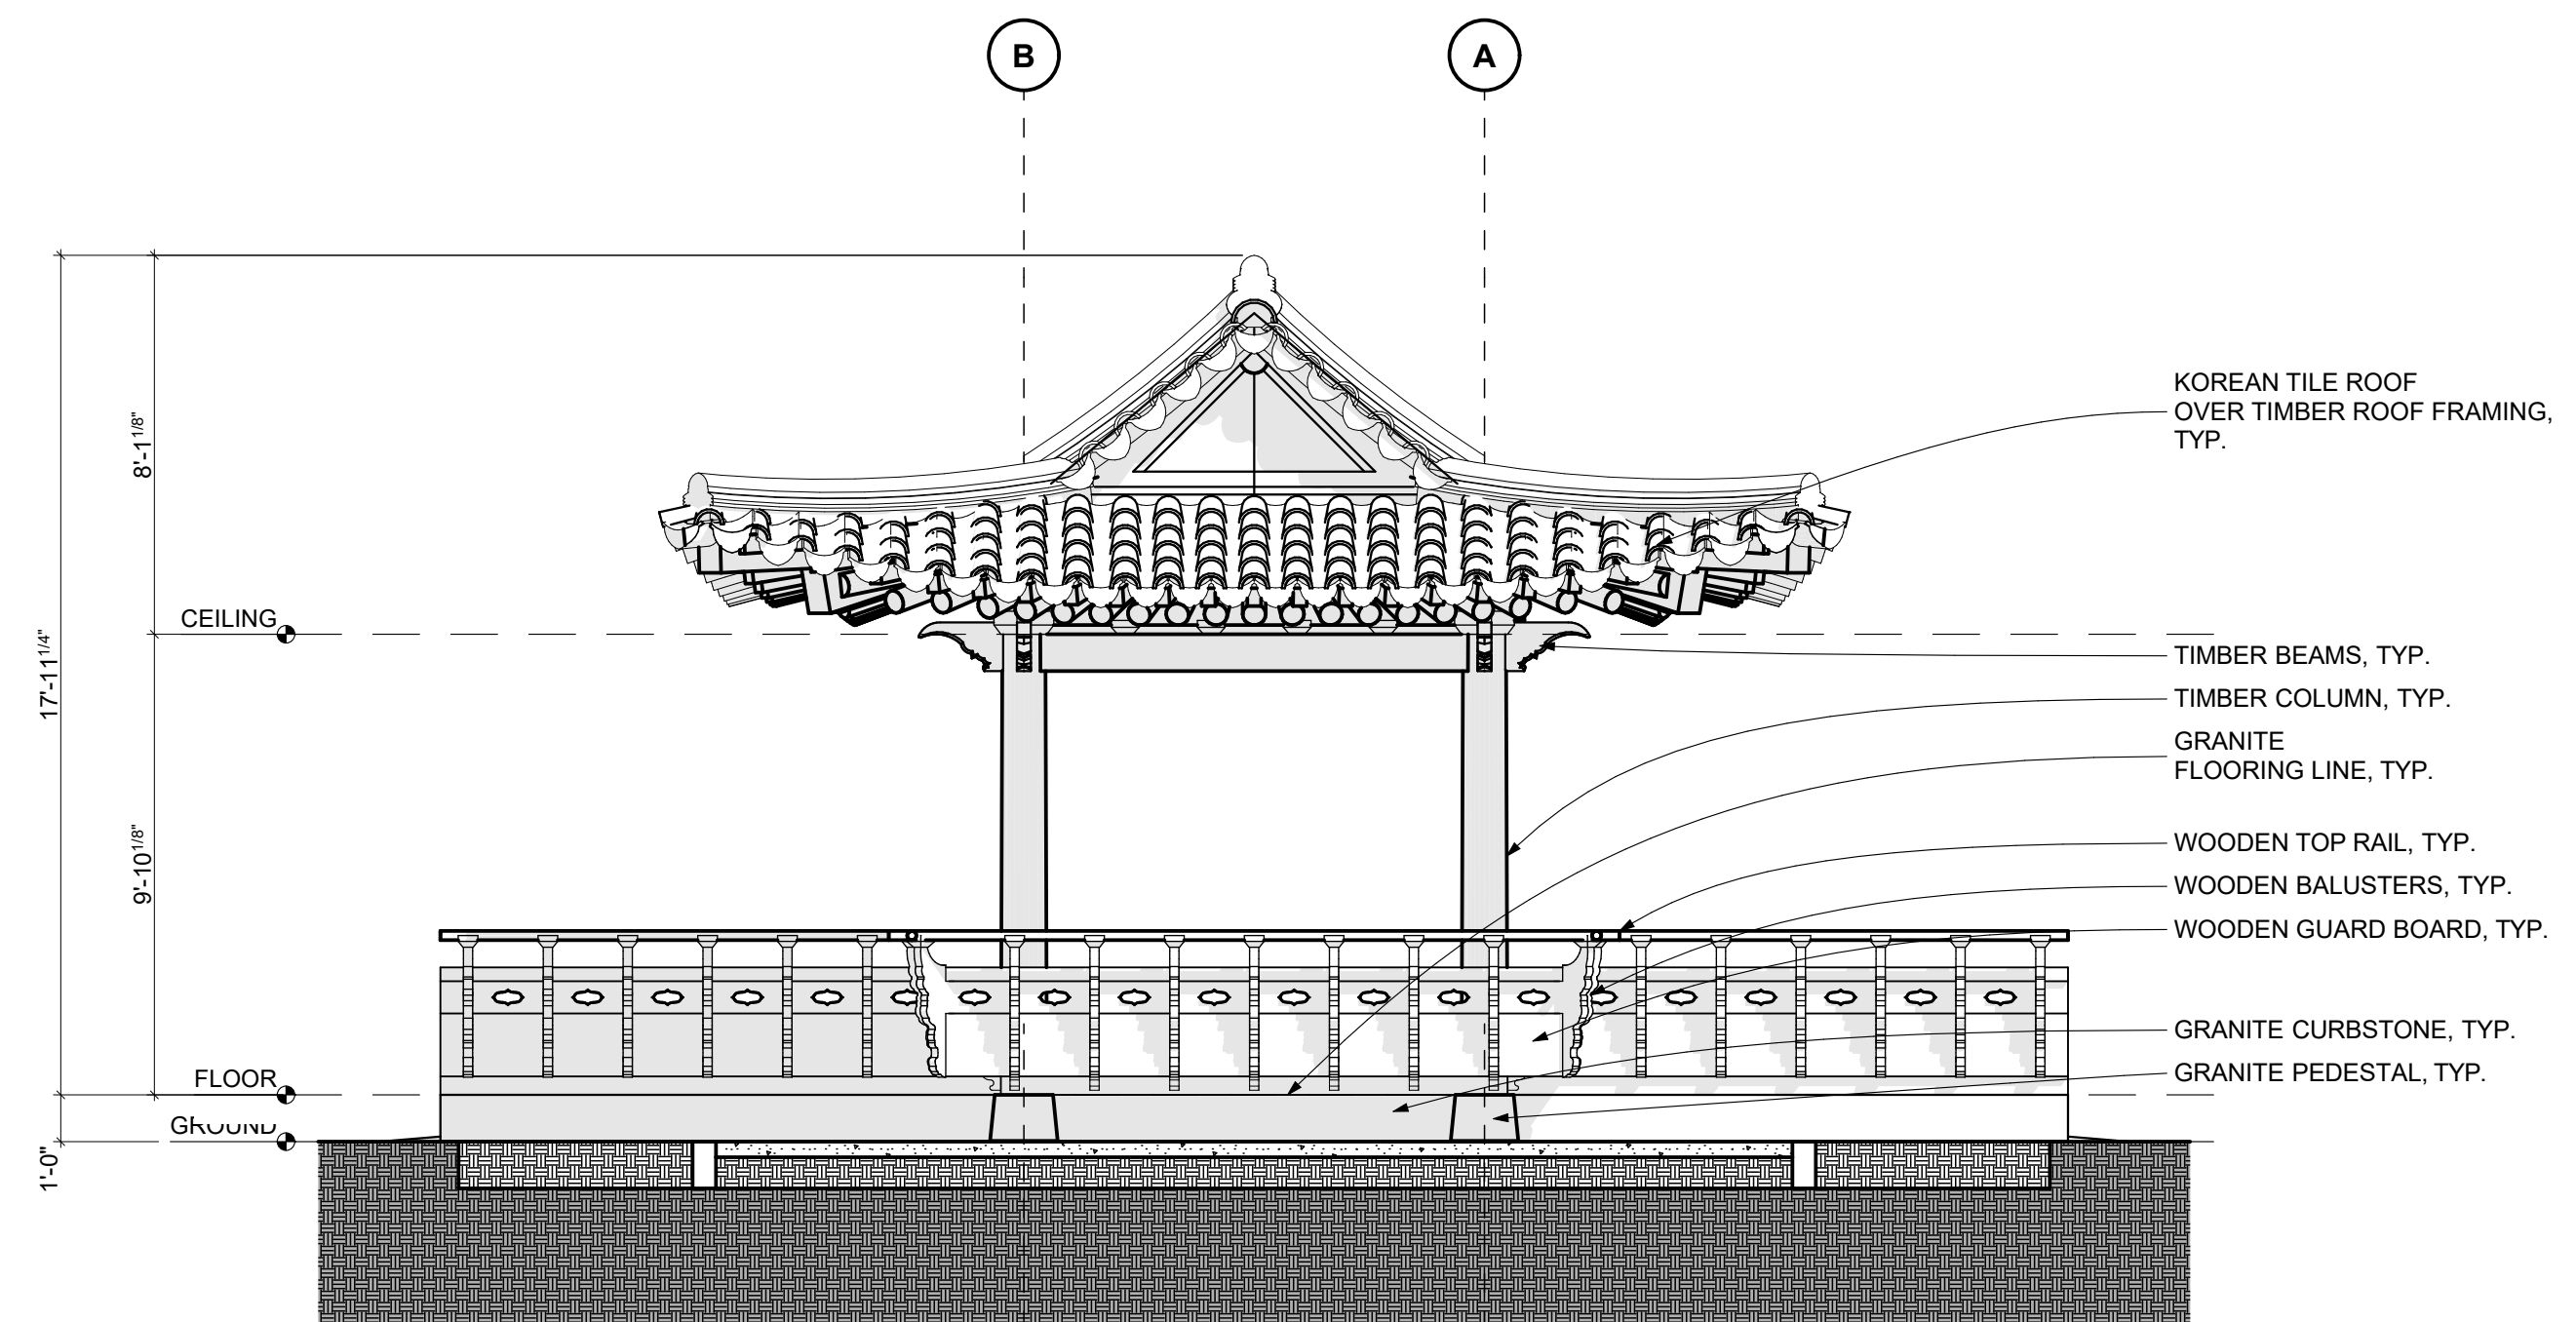 B
A
KOREAN TILE ROOF
OVER TIMBER ROOF FRAMING,
TYP.
8'-1 1/8"
CEILING
17'-11 1/4"
TIMBER BEAMS, TYP.
TIMBER COLUMN, TYP.
GRANITE
FLOORING LINE, TYP.
9'-10 1/8"
WOODEN TOP RAIL, TYP.
WOODEN BALUSTERS, TYP.
WOODEN GUARD BOARD, TYP.
GRANITE CURBSTONE, TYP.
FLOOR
GRANITE PEDESTAL, TYP.
GROUND
1'-0"